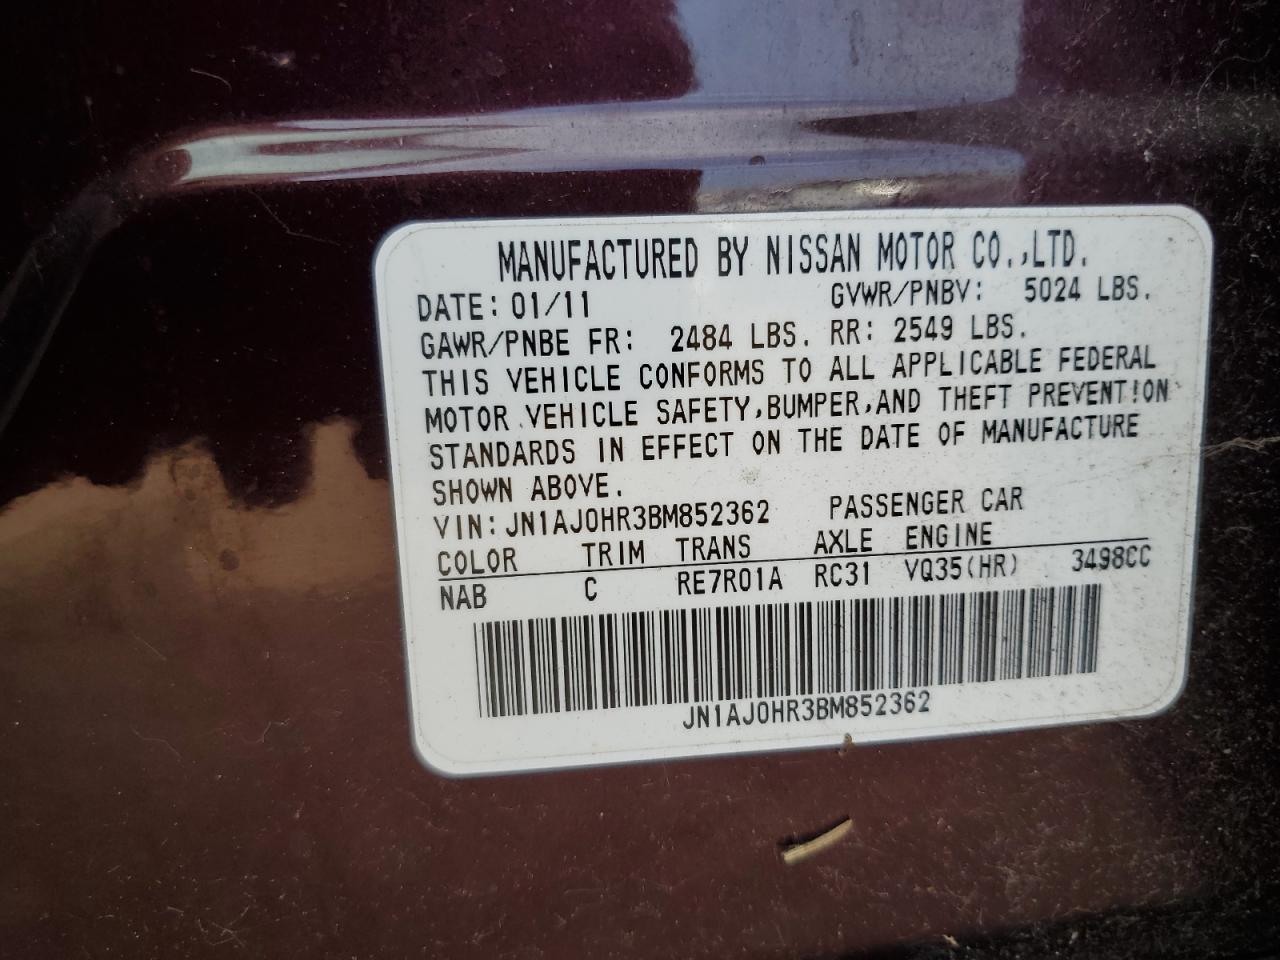 MANUFACTURED BY NISSAN MOTOR CO.,LTD.
DATE: 01/11 GVWR/PNBV: 5024 LBS.
GAWR/PNBE FR: 2484 LBS. RR: 2549 LBS.
THIS VEHICLE CONFORMS TO ALL APPLICABLE FEDERAL
MOTOR VEHICLE SAFETY,BUMPER,AND THEFT PREVENTION
STANDARDS IN EFFECT ON THE DATE OF MANUFACTURE
SHOWN ABOVE.
VIN: JN1AJ0HR3BM852362 PASSENGER CAR
COLOR TRIM TRANS AXLE ENGINE
NAB C RE7R01A RC31 VQ35(HR) 3498CC
JN1AJ0HR3BM852362